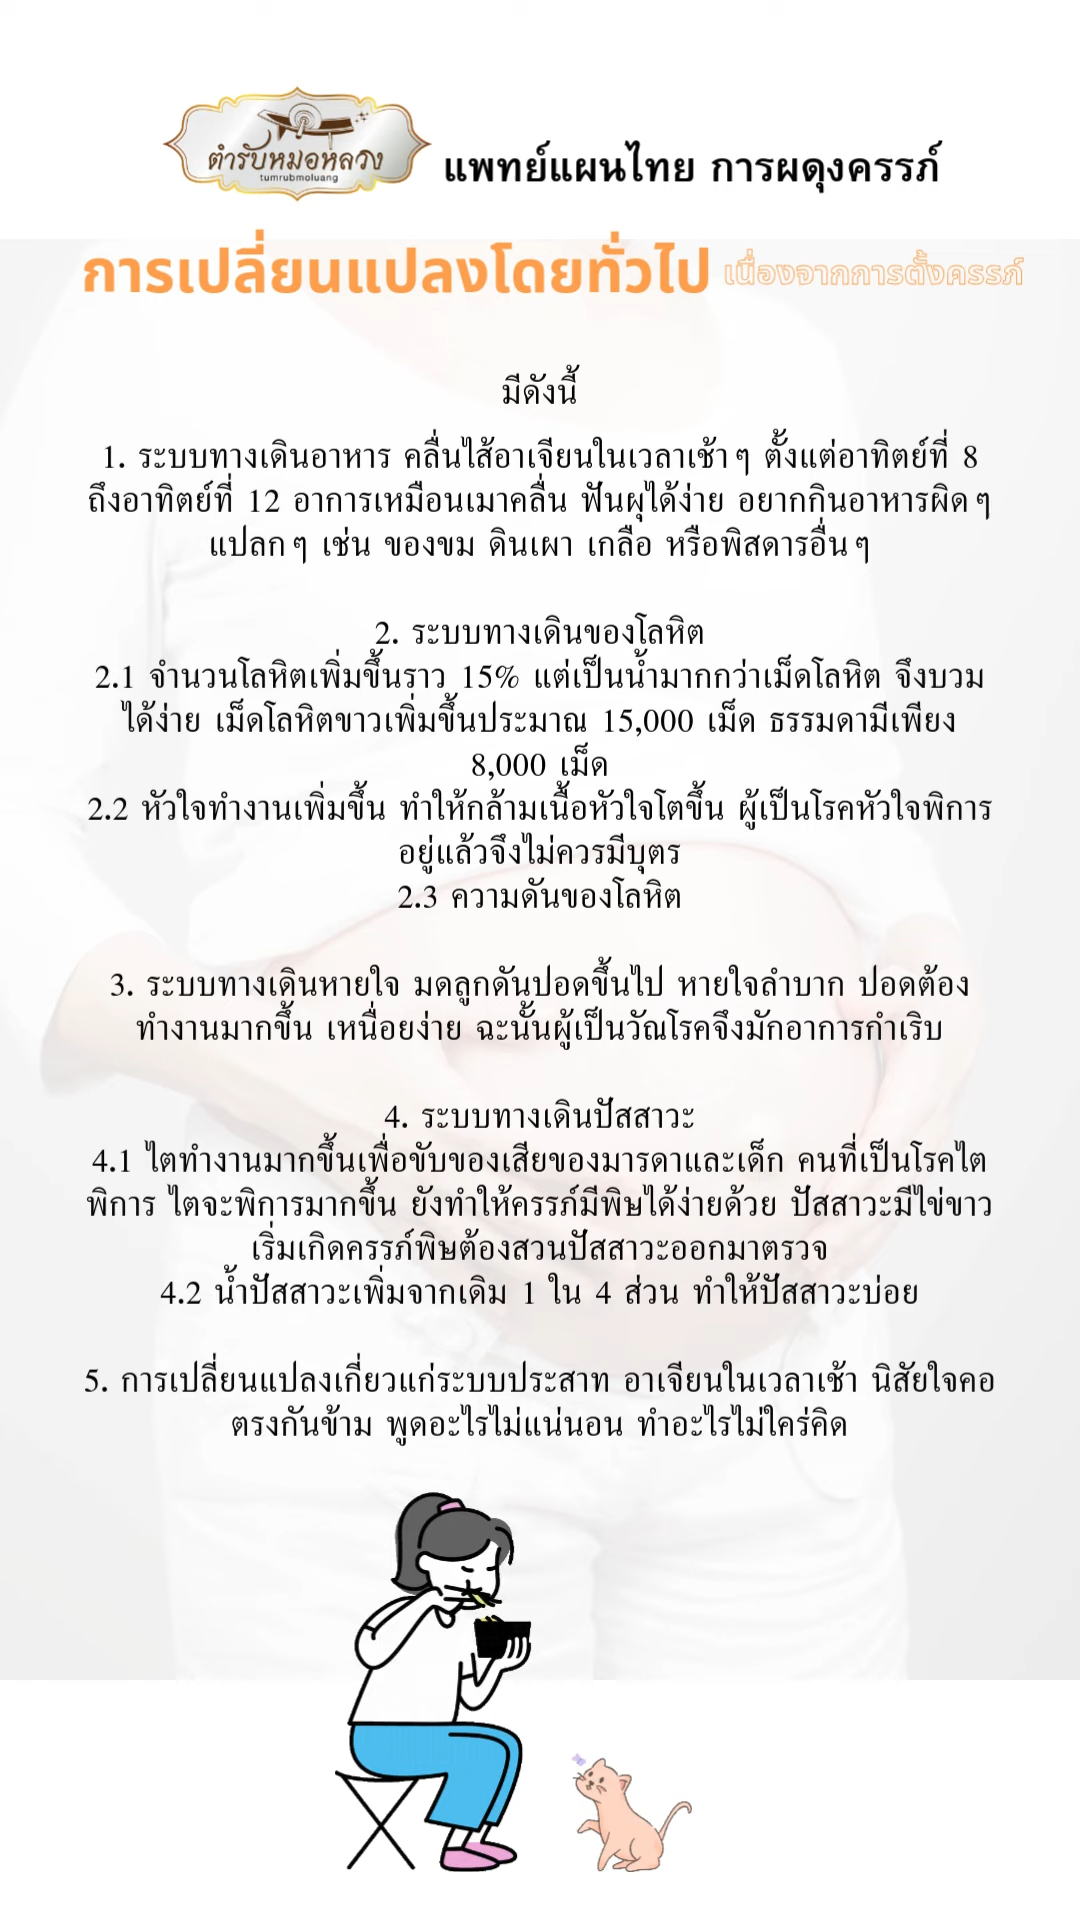 ตำรับหมอหลวง
tumrubmoluang
แพทย์แผนไทย การผดุงครรภ์
การเปลี่ยนแปลงโดยทั่วไป เนื่องจากการตั้งครรภ์
มีดังนี้
1. ระบบทางเดินอาหาร คลื่นไส้อาเจียนในเวลาเช้าๆ ตั้งแต่อาทิตย์ที่ 8
ถึงอาทิตย์ที่ 12 อาการเหมือนเมาคลื่น ฟันผุได้ง่าย อยากกินอาหารผิดๆ
แปลกๆ เช่น ของขม ดินเผา เกลือ หรือพิสดารอื่นๆ
2. ระบบทางเดินของโลหิต
2.1 จำนวนโลหิตเพิ่มขึ้นราว 15% แต่เป็นน้ำมากกว่าเม็ดโลหิต จึงบวม
ได้ง่าย เม็ดโลหิตขาวเพิ่มขึ้นประมาณ 15,000 เม็ด ธรรมดามีเพียง
8,000 เม็ด
2.2 หัวใจทำงานเพิ่มขึ้น ทำให้กล้ามเนื้อหัวใจโตขึ้น ผู้เป็นโรคหัวใจพิการ
อยู่แล้วจึงไม่ควรมีบุตร
2.3 ความดันของโลหิต
3. ระบบทางเดินหายใจ มดลูกดันปอดขึ้นไป หายใจลำบาก ปอดต้อง
ทำงานมากขึ้น เหนื่อยง่าย ฉะนั้นผู้เป็นวัณโรคจึงมักอาการกำเริบ
4. ระบบทางเดินปัสสาวะ
4.1 ไตทำงานมากขึ้นเพื่อขับของเสียของมารดาและเด็ก คนที่เป็นโรคไต
พิการ ไตจะพิการมากขึ้น ยังทำให้ครรภ์มีพิษได้ง่ายด้วย ปัสสาวะมีไข่ขาว
เริ่มเกิดครรภ์พิษต้องสวนปัสสาวะออกมาตรวจ
4.2 น้ำปัสสาวะเพิ่มจากเดิม 1 ใน 4 ส่วน ทำให้ปัสสาวะบ่อย
5. การเปลี่ยนแปลงเกี่ยวแก่ระบบประสาท อาเจียนในเวลาเช้า นิสัยใจคอ
ตรงกันข้าม พูดอะไรไม่แน่นอน ทำอะไรไม่ใคร่คิด